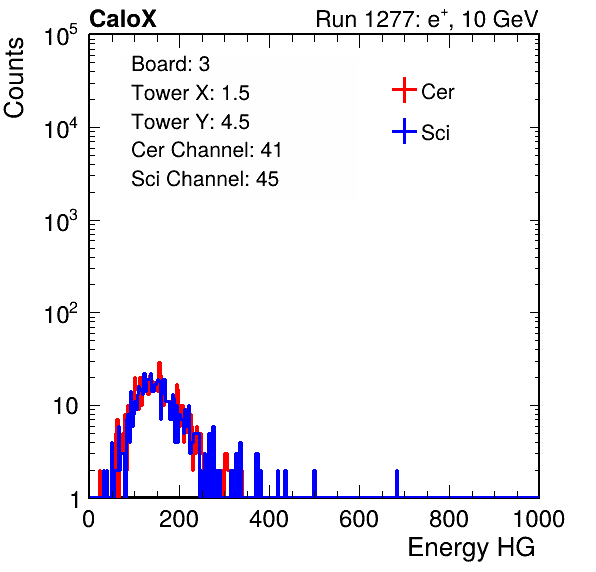 CaloX Run 1277: e⁺, 10 GeV
Counts
10⁵
10⁴
10³
10²
10
1
Board: 3
Tower X: 1.5
Tower Y: 4.5
Cer Channel: 41
Sci Channel: 45
Cer
Sci
0 200 400 600 800 1000
Energy HG